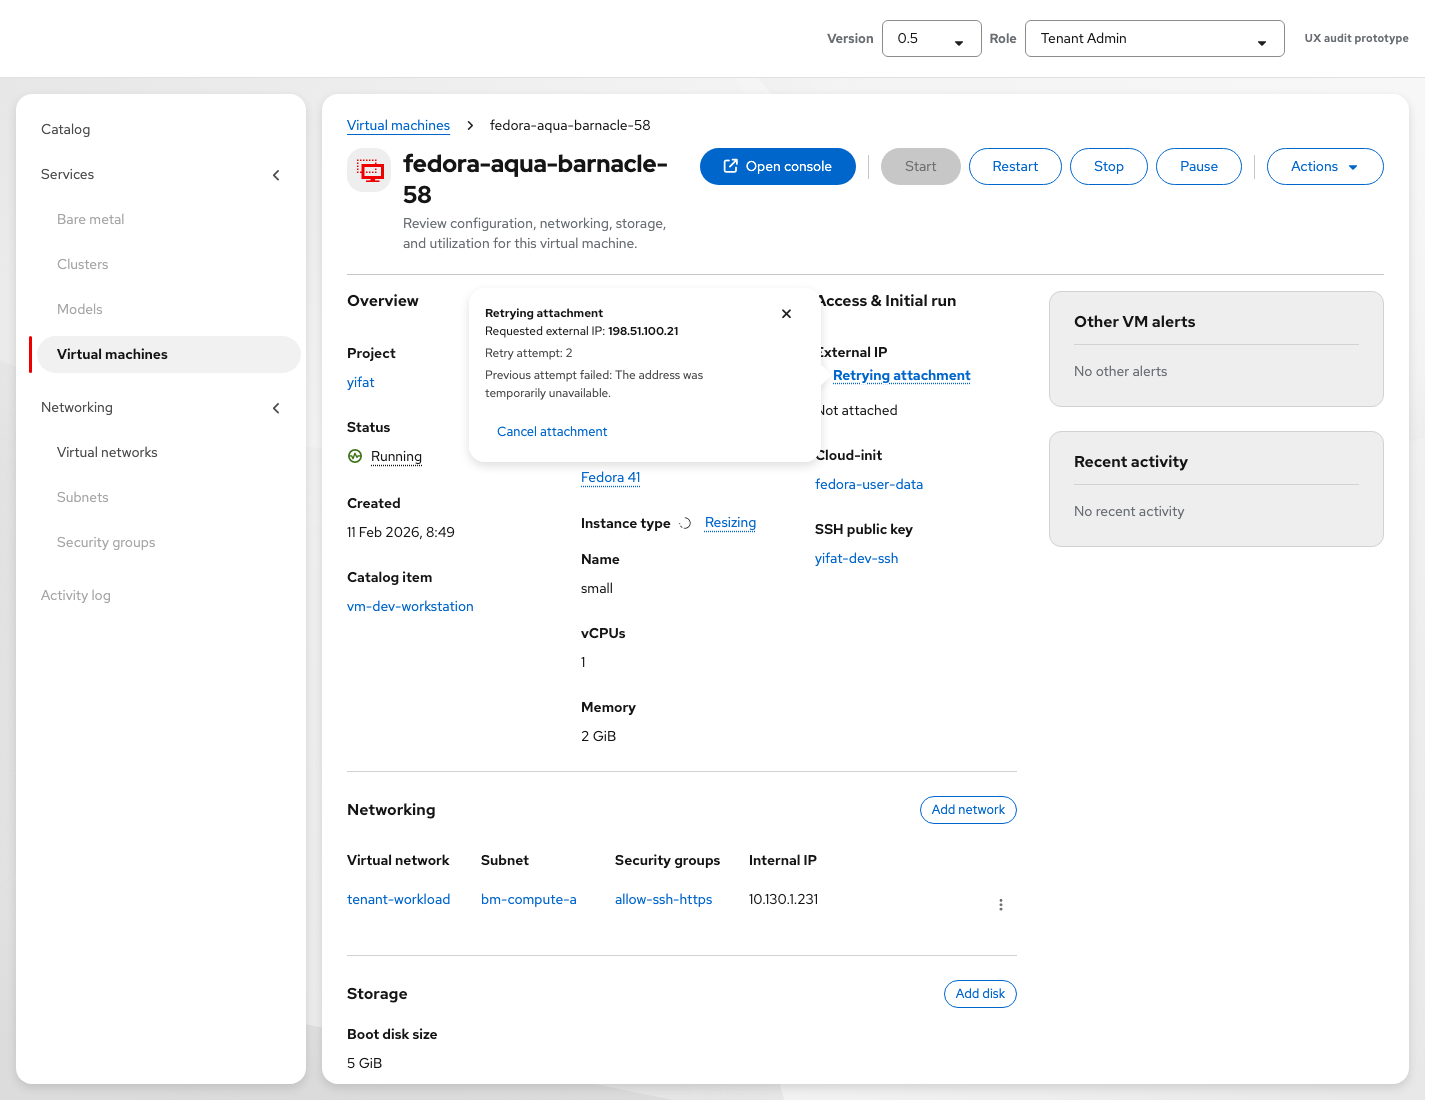 Version
0.5
Role
Tenant Admin
UX audit prototype
Catalog
Services
Bare metal
Clusters
Models
Virtual machines
Networking
Virtual networks
Subnets
Security groups
Activity log
Virtual machines
fedora-aqua-barnacle-58
fedora-aqua-barnacle-
58
Review configuration, networking, storage,
and utilization for this virtual machine.
Open console
Start
Restart
Stop
Pause
Actions
Overview
Project
yifat
Status
Running
Created
11 Feb 2026, 8:49
Catalog item
vm-dev-workstation
Retrying attachment
Requested external IP: 198.51.100.21
Retry attempt: 2
Previous attempt failed: The address was
temporarily unavailable.
Cancel attachment
Fedora 41
Instance type
Resizing
Name
small
vCPUs
1
Memory
2 GiB
Access & Initial run
External IP
Retrying attachment
Not attached
Cloud-init
fedora-user-data
SSH public key
yifat-dev-ssh
Other VM alerts
No other alerts
Recent activity
No recent activity
Networking
Add network
Virtual network
Subnet
Security groups
Internal IP
tenant-workload
bm-compute-a
allow-ssh-https
10.130.1.231
Storage
Add disk
Boot disk size
5 GiB